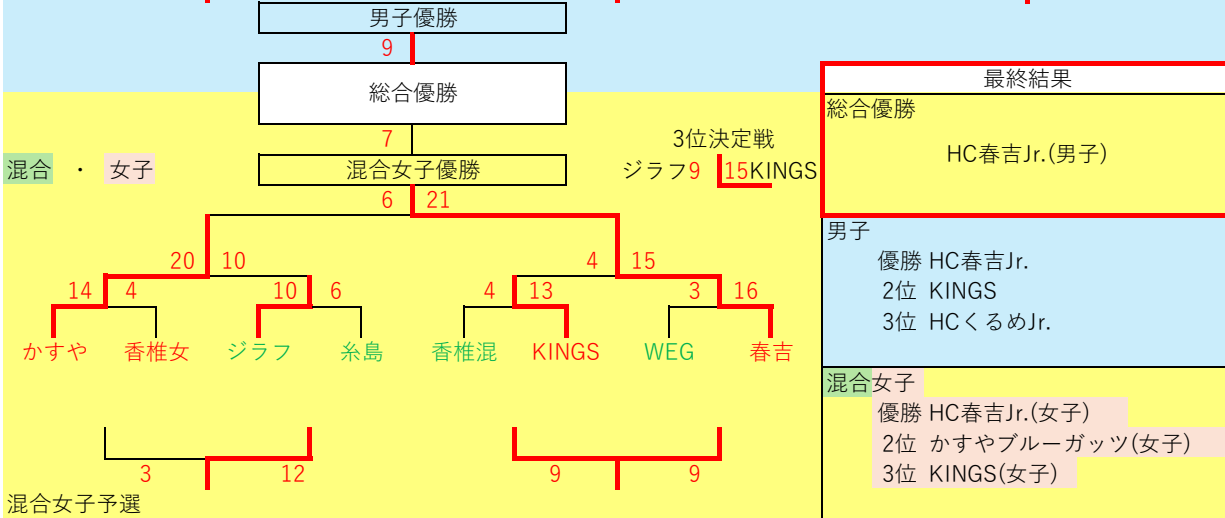 男子優勝
9
総合優勝
最終結果
総合優勝
7
3位決定戦
HC春吉Jr.(男子)
混合 ・ 女子
混合女子優勝
ジラフ9 15KINGS
6 21
男子
20 10 4 15
優勝 HC春吉Jr.
14 4 10 6 4 13 3 16
2位 KINGS
3位 HCくるめJr.
かすや 香椎女 ジラフ 糸島 香椎混 KINGS WEG 春吉
混合女子
優勝 HC春吉Jr.(女子)
2位 かすやブルーガッツ(女子)
3 12 9 9
3位 KINGS(女子)
混合女子予選